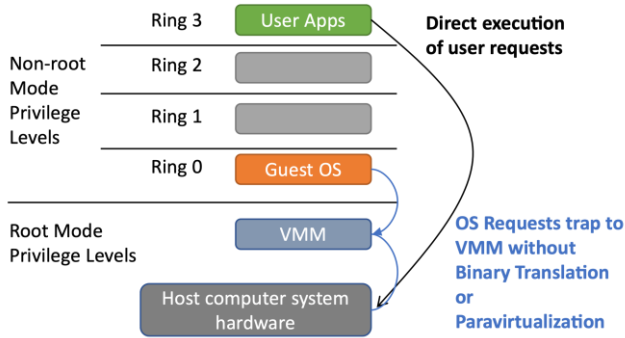 Ring 3
User Apps
Direct execution
of user requests
Non-root
Mode
Privilege
Levels
Ring 2
Ring 1
Ring 0
Guest OS
Root Mode
Privilege Levels
VMM
OS Requests trap to
VMM without
Binary Translation
or
Paravirtualization
Host computer system
hardware